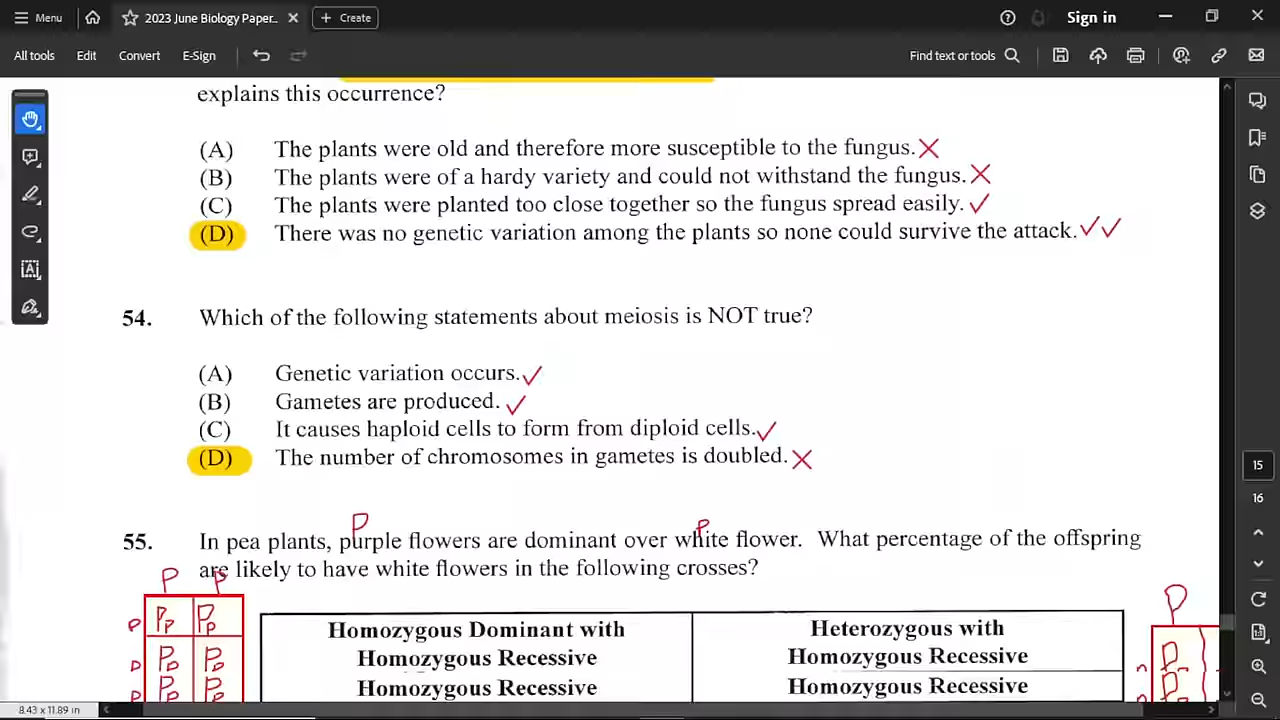 Menu
2023 June Biology Paper...
Create
Sign in
All tools
Edit
Convert
E-Sign
Find text or tools
explains this occurrence?
(A) The plants were old and therefore more susceptible to the fungus.
(B) The plants were of a hardy variety and could not withstand the fungus.
(C) The plants were planted too close together so the fungus spread easily.
(D) There was no genetic variation among the plants so none could survive the attack.
54. Which of the following statements about meiosis is NOT true?
(A) Genetic variation occurs.
(B) Gametes are produced.
(C) It causes haploid cells to form from diploid cells.
(D) The number of chromosomes in gametes is doubled.
P p
55. In pea plants, purple flowers are dominant over white flower. What percentage of the offspring
are likely to have white flowers in the following crosses?
P P
P
p Pp Pp
p Pp Pp
p Pp Pp
Homozygous Dominant with
Homozygous Recessive
Homozygous Recessive
Heterozygous with
Homozygous Recessive
Homozygous Recessive
15
16
8.43 x 11.89 in